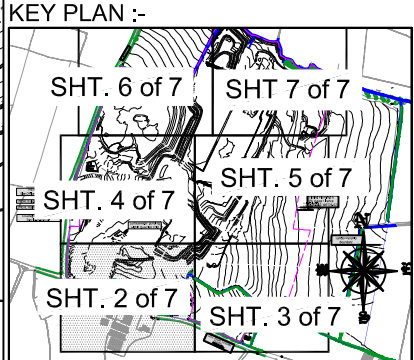 KEY PLAN :-
SHT. 6 of 7
SHT 7 of 7
SHT. 5 of 7
SHT. 4 of 7
SHT. 2 of 7
SHT. 3 of 7